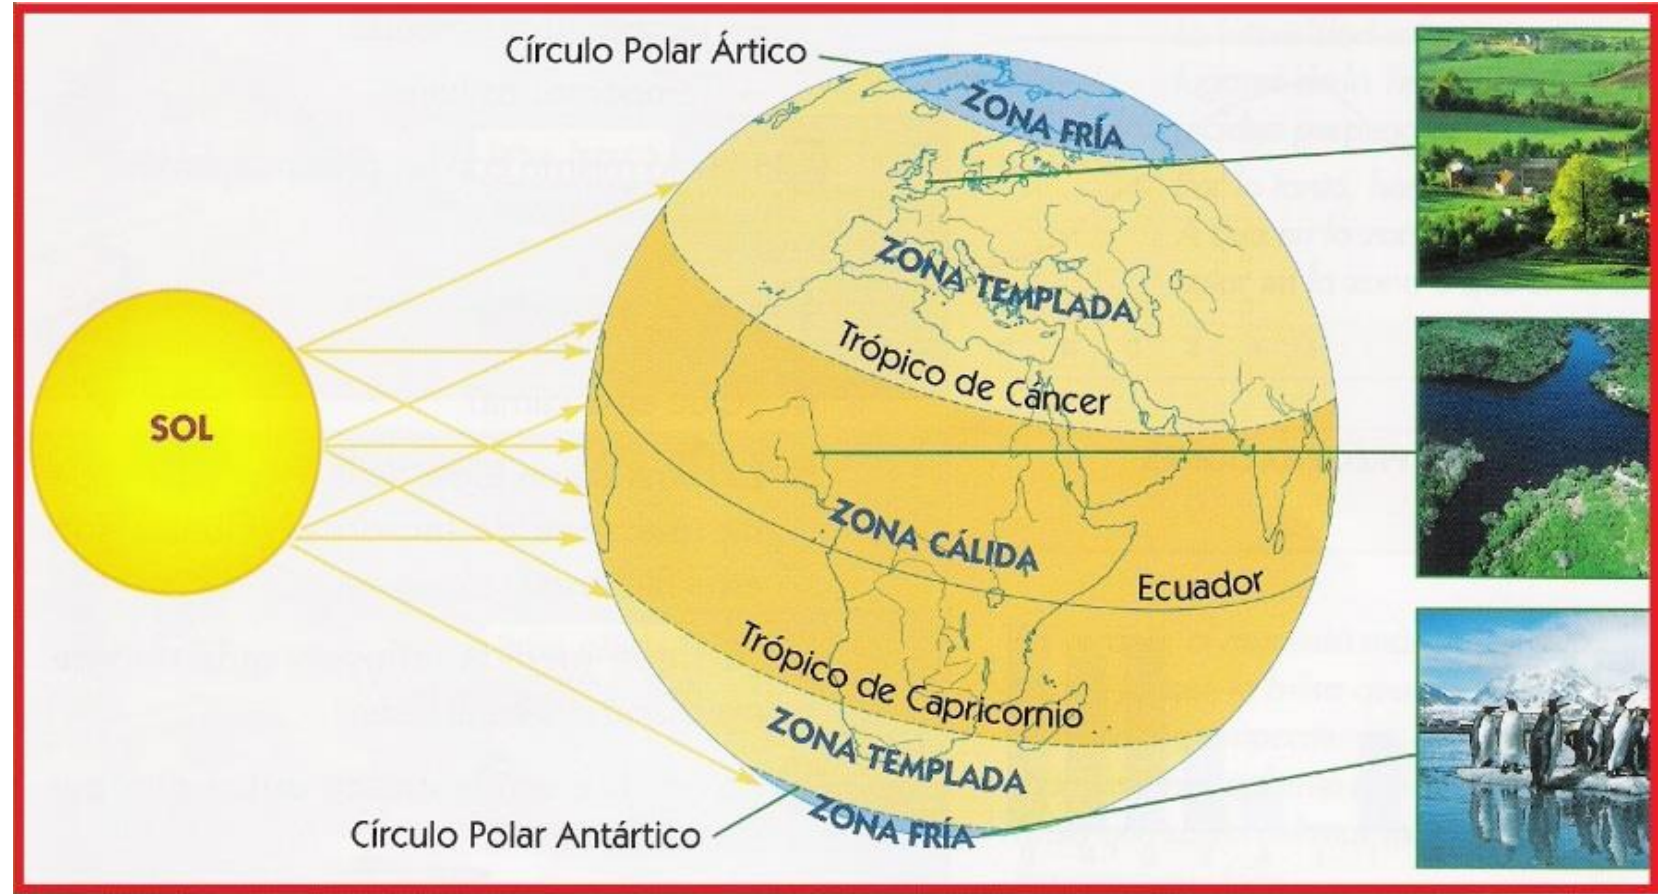 Círculo Polar Ártico
ZONA FRÍA
ZONA TEMPLADA
Trópico de Cáncer
SOL
ZONA CÁLIDA
Ecuador
Trópico de Capricornio
ZONA TEMPLADA
Círculo Polar Antártico
ZONA FRÍA